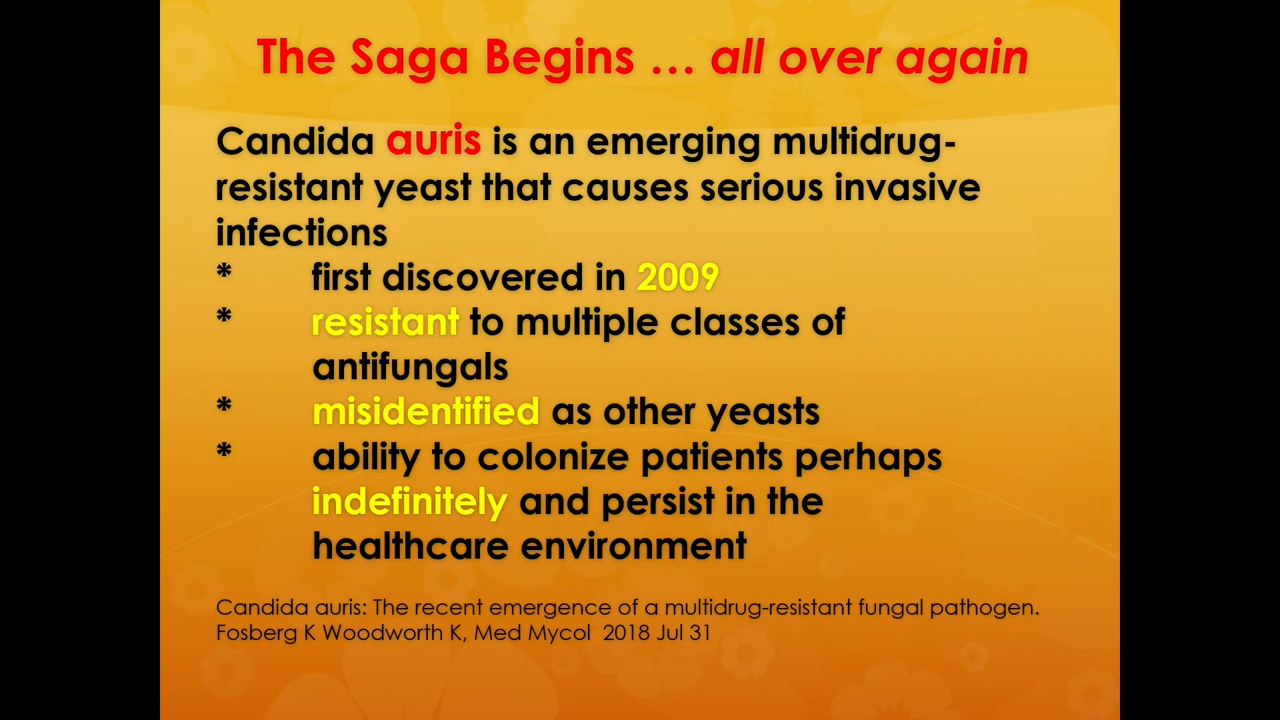 The Saga Begins … all over again
Candida auris is an emerging multidrug-
resistant yeast that causes serious invasive
infections
* first discovered in 2009
* resistant to multiple classes of
antifungals
* misidentified as other yeasts
* ability to colonize patients perhaps
indefinitely and persist in the
healthcare environment
Candida auris: The recent emergence of a multidrug-resistant fungal pathogen.
Fosberg K Woodworth K, Med Mycol 2018 Jul 31